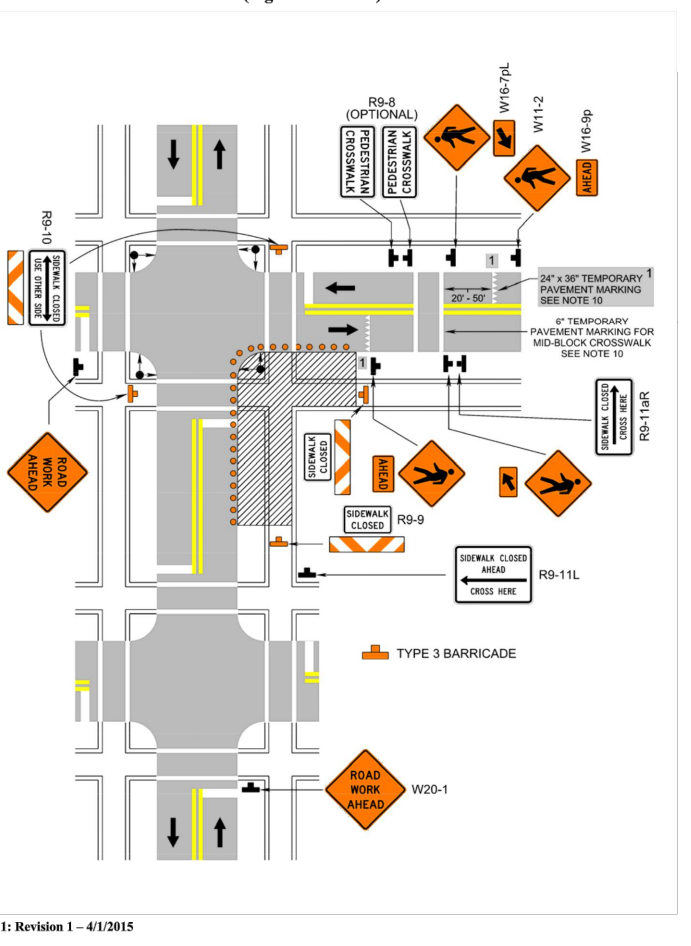 W16-7pL
W11-2
W16-9p
R9-8
(OPTIONAL)
PEDESTRIAN
CROSSWALK
PEDESTRIAN
CROSSWALK
AHEAD
R9-10
SIDEWALK CLOSED
USE OTHER SIDE
1
24" x 36" TEMPORARY 1
PAVEMENT MARKING
SEE NOTE 10
20' - 50'
6" TEMPORARY
PAVEMENT MARKING FOR
MID-BLOCK CROSSWALK
SEE NOTE 10
1
SIDEWALK CLOSED
CROSS HERE
R9-11aR
ROAD
WORK
AHEAD
SIDEWALK
CLOSED
AHEAD
SIDEWALK
CLOSED
R9-9
SIDEWALK CLOSED
AHEAD
CROSS HERE
R9-11L
TYPE 3 BARRICADE
ROAD
WORK
AHEAD
W20-1
1: Revision 1 – 4/1/2015